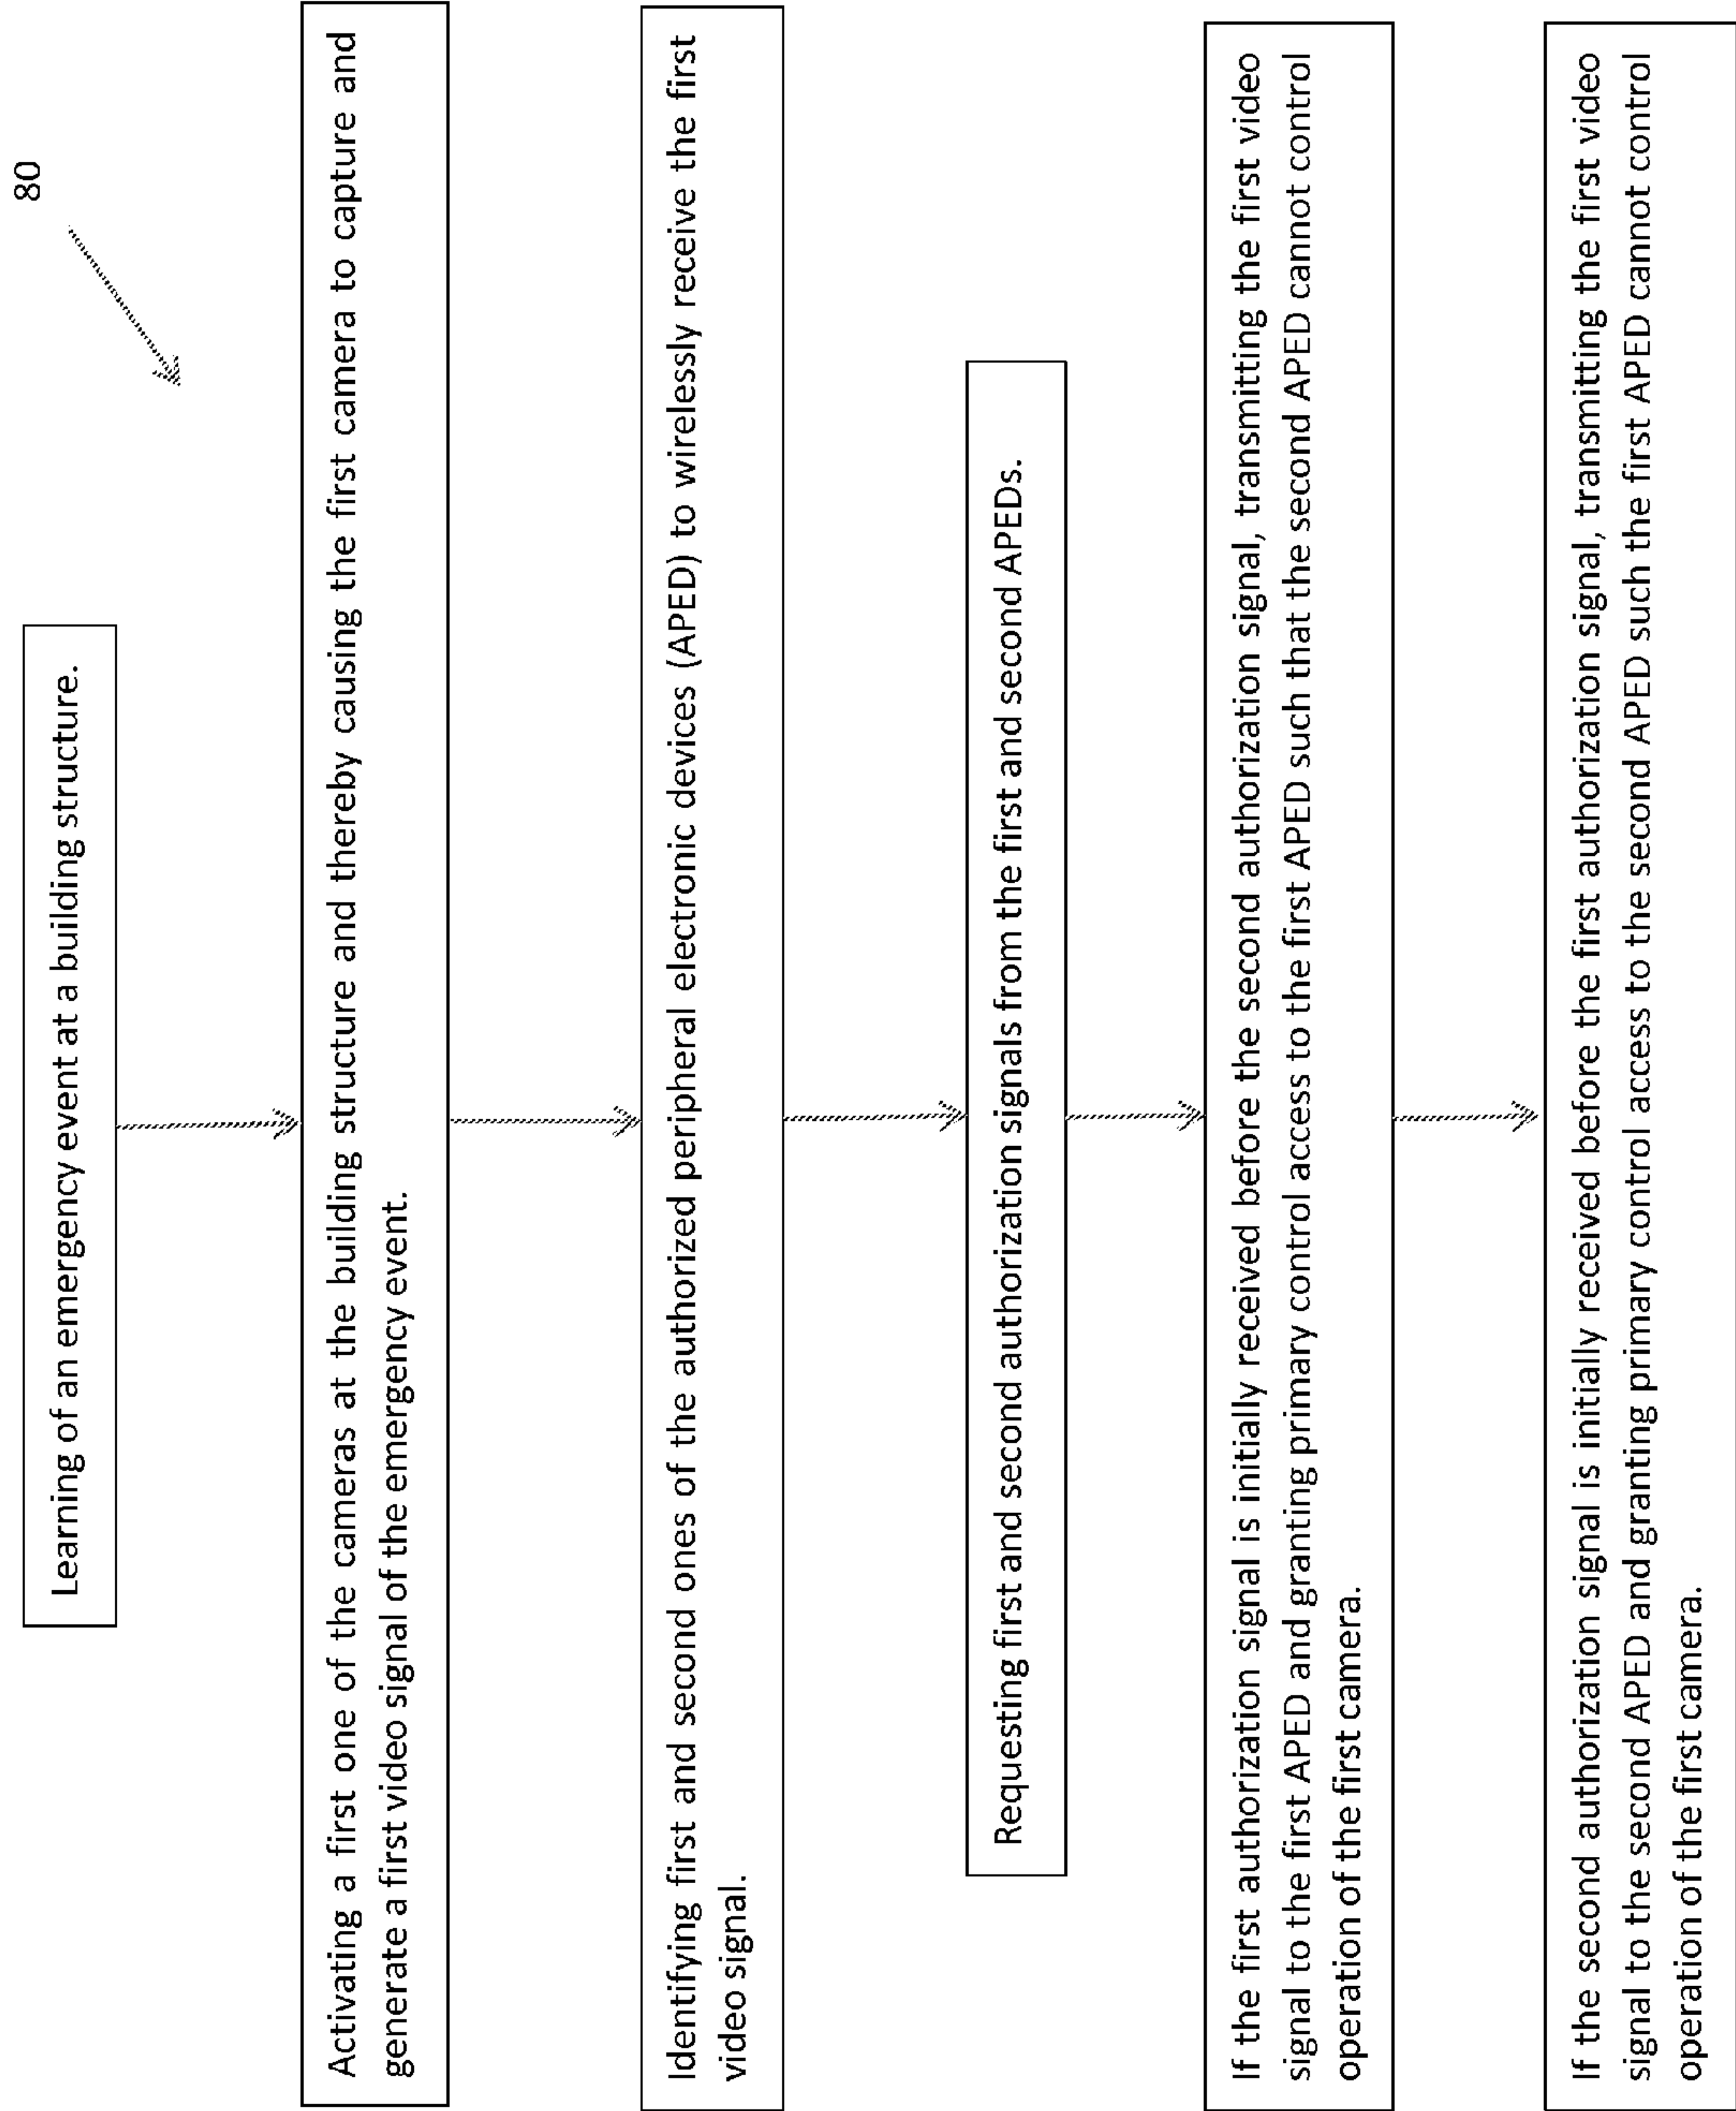 80
Learning of an emergency event at a building structure.
Activating a first one of the cameras at the building structure and thereby causing the first camera to capture and
generate a first video signal of the emergency event.
Identifying first and second ones of the authorized peripheral electronic devices (APED) to wirelessly receive the first
video signal.
Requesting first and second authorization signals from the first and second APEDs.
If the first authorization signal is initially received before the second authorization signal, transmitting the first video
signal to the first APED and granting primary control access to the first APED such that the second APED cannot control
operation of the first camera.
If the second authorization signal is initially received before the first authorization signal, transmitting the first video
signal to the second APED and granting primary control access to the second APED such the first APED cannot control
operation of the first camera.